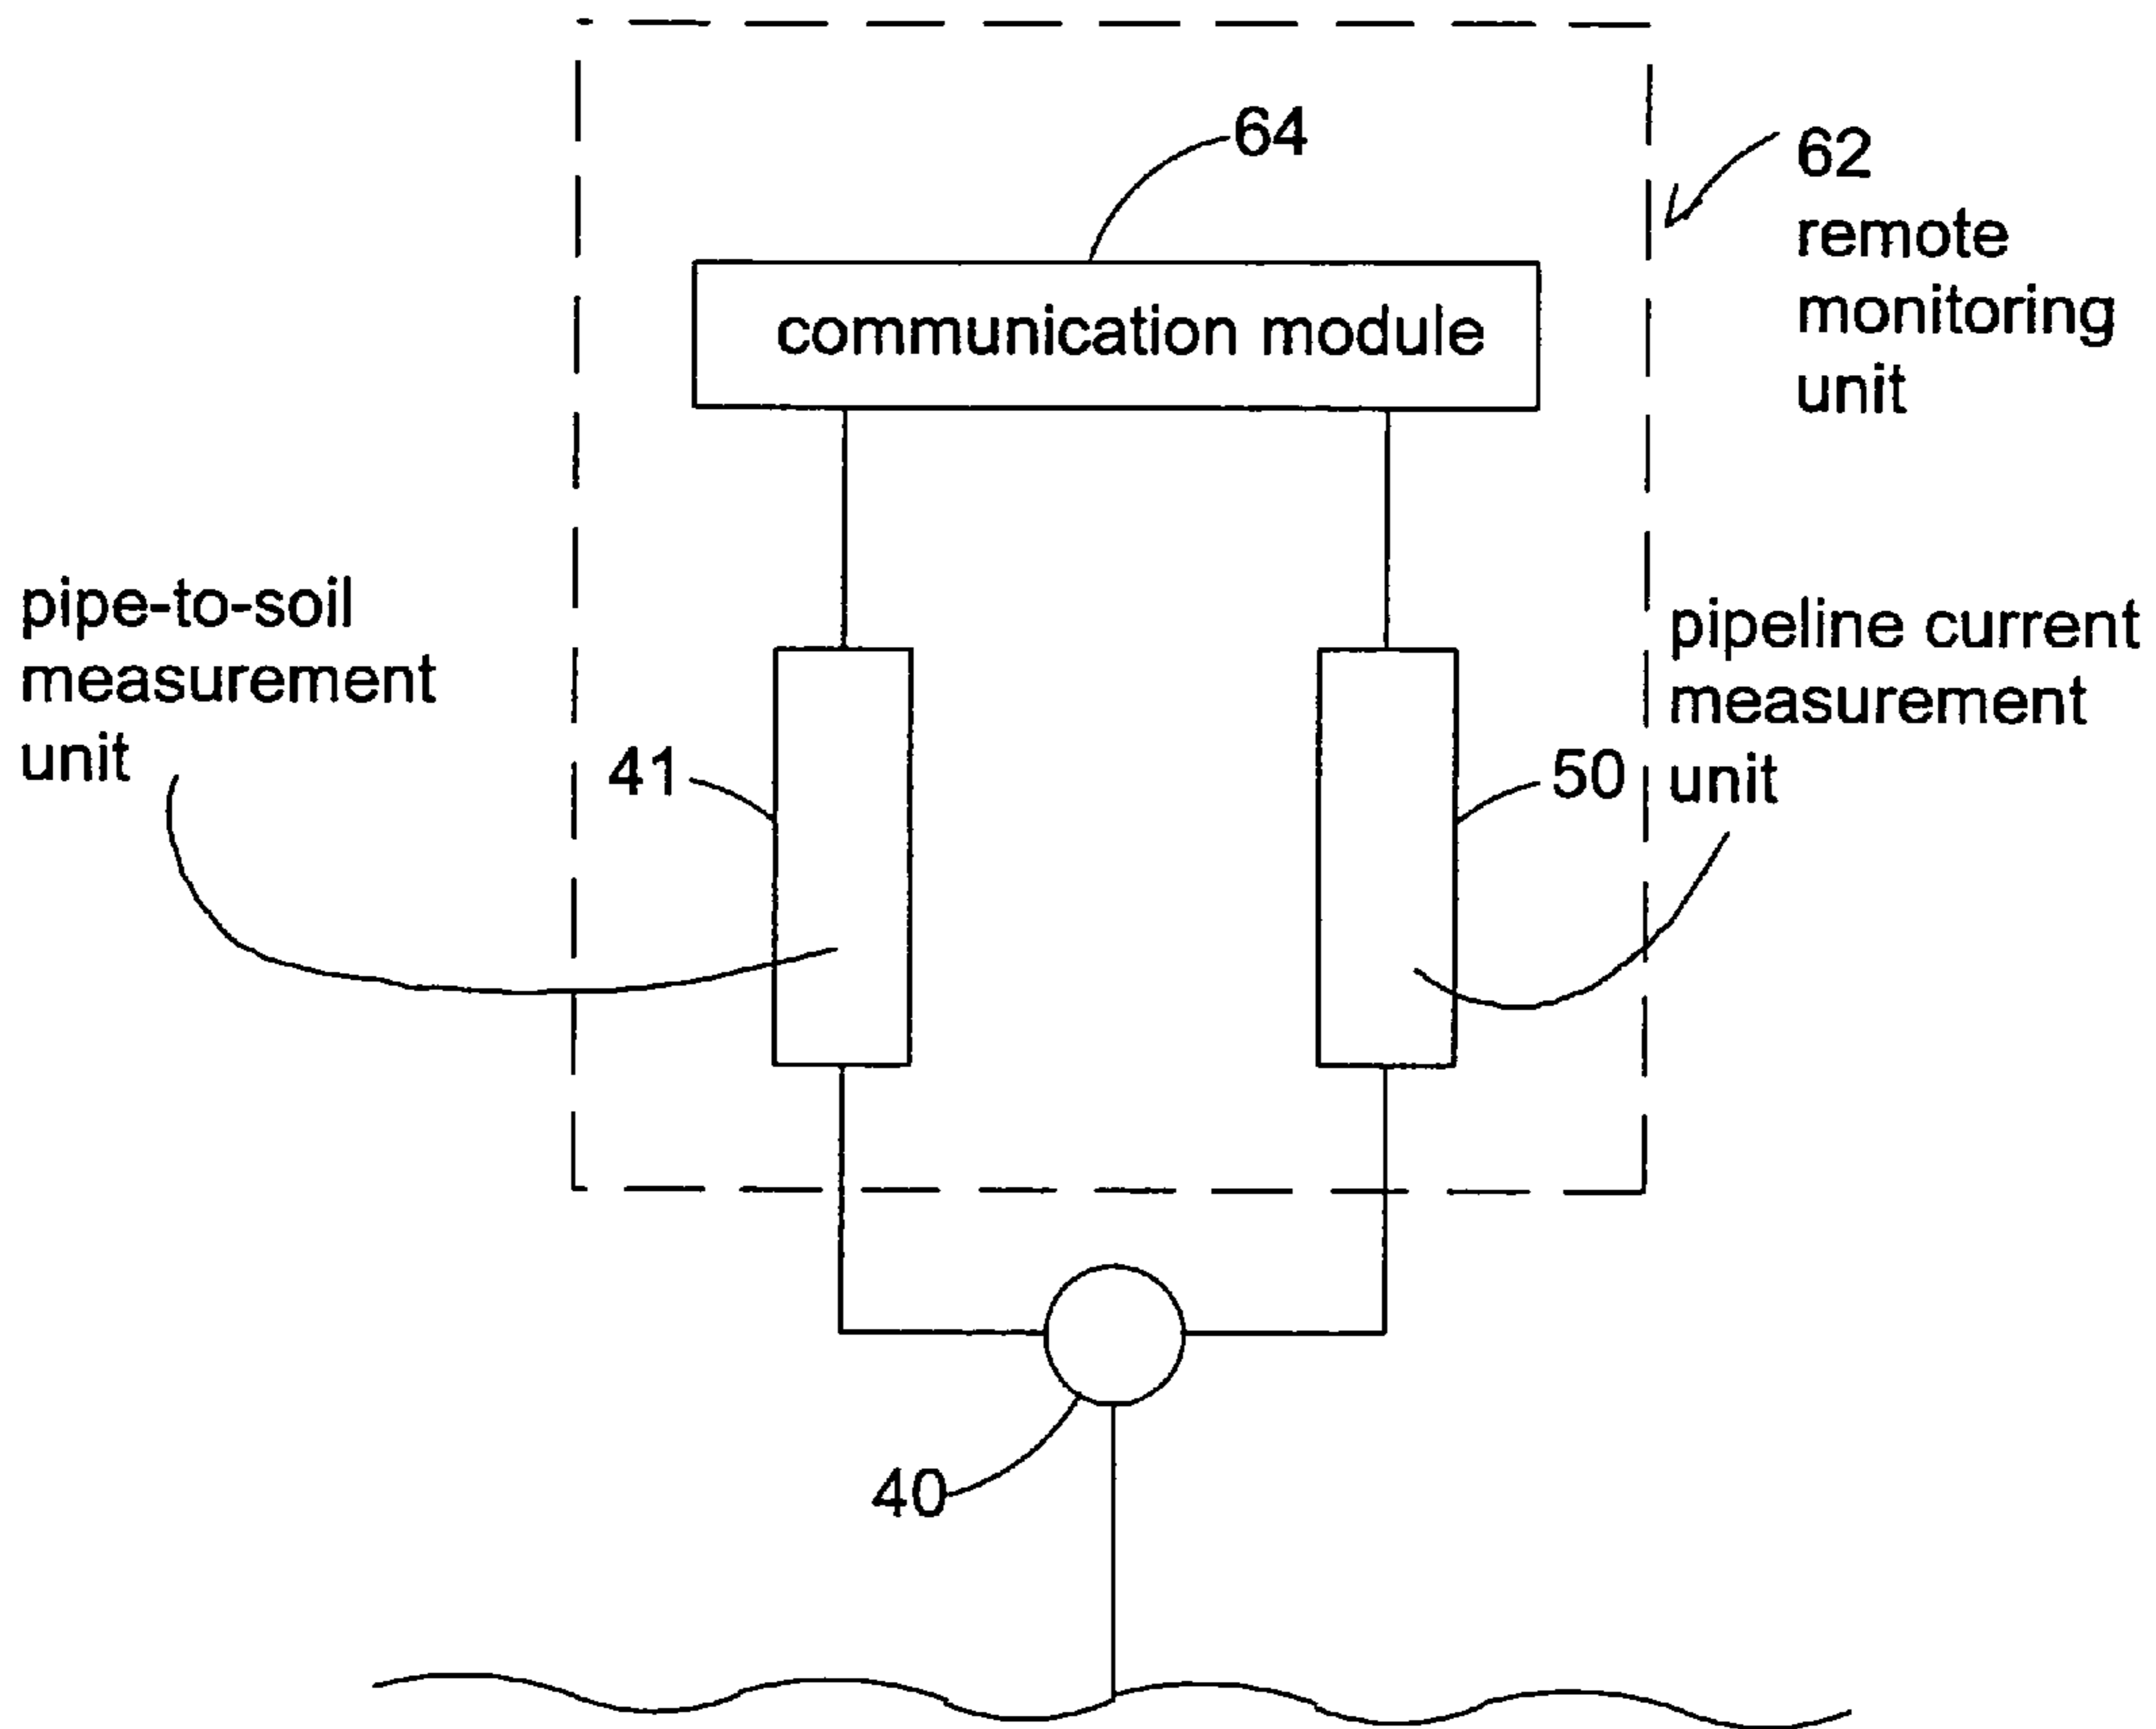 64
62
remote
monitoring
unit
communication module
pipe-to-soil
measurement
unit
41
50
pipeline current
measurement
unit
40